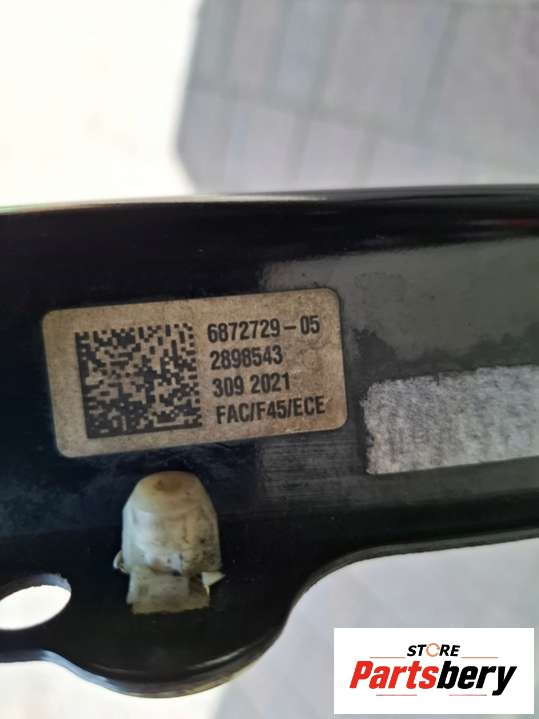 6872729-05
2898543
309 2021
FAC/F45/ECE
STORE
Partsbery